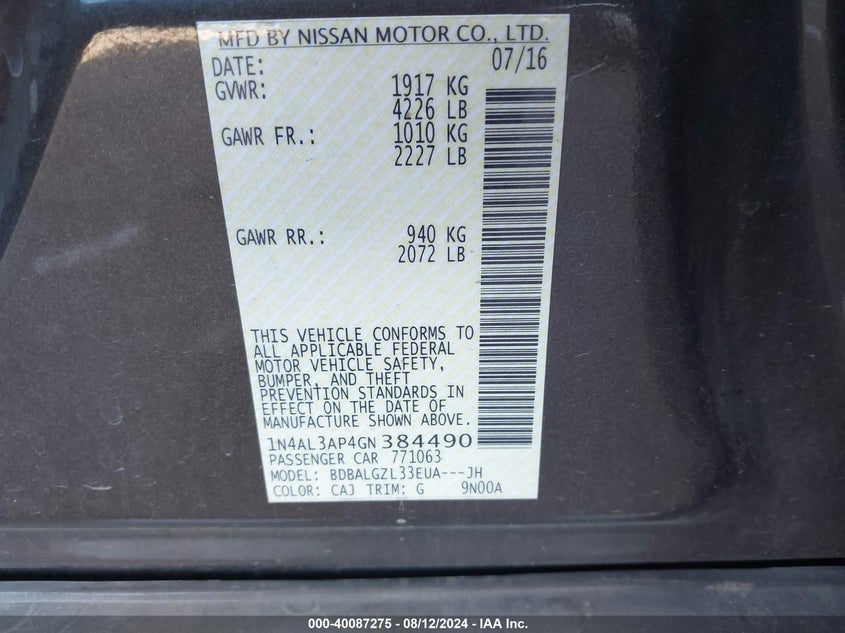 MFD BY NISSAN MOTOR CO., LTD.
DATE: 07/16
GVWR: 1917 KG
4226 LB
GAWR FR.: 1010 KG
2227 LB
GAWR RR.: 940 KG
2072 LB
THIS VEHICLE CONFORMS TO
ALL APPLICABLE FEDERAL
MOTOR VEHICLE SAFETY,
BUMPER, AND THEFT
PREVENTION STANDARDS IN
EFFECT ON THE DATE OF
MANUFACTURE SHOWN ABOVE.
1N4AL3AP4GN384490
PASSENGER CAR 771063
MODEL: BDBALGZL33EUA---JH
COLOR: CAJ TRIM: G 9N00A
000-40087275 - 08/12/2024 - IAA Inc.